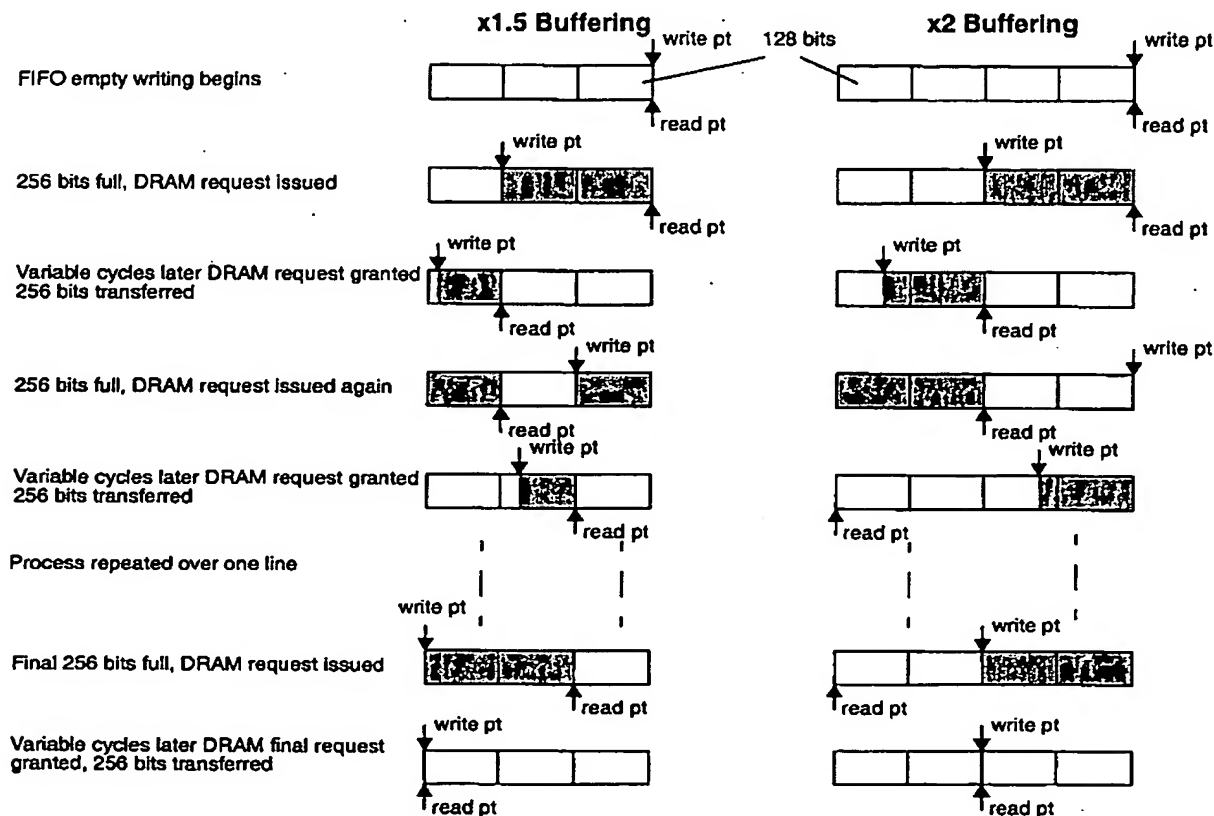 x1.5 Buffering
x2 Buffering
write pt
128 bits
write pt
FIFO empty writing begins
read pt
read pt
write pt
write pt
256 bits full, DRAM request issued
read pt
read pt
write pt
write pt
Variable cycles later DRAM request granted
256 bits transferred
read pt
read pt
write pt
write pt
256 bits full, DRAM request issued again
read pt
read pt
write pt
write pt
Variable cycles later DRAM request granted
256 bits transferred
read pt
read pt
Process repeated over one line
write pt
write pt
Final 256 bits full, DRAM request issued
read pt
read pt
write pt
write pt
Variable cycles later DRAM final request
granted, 256 bits transferred
read pt
read pt